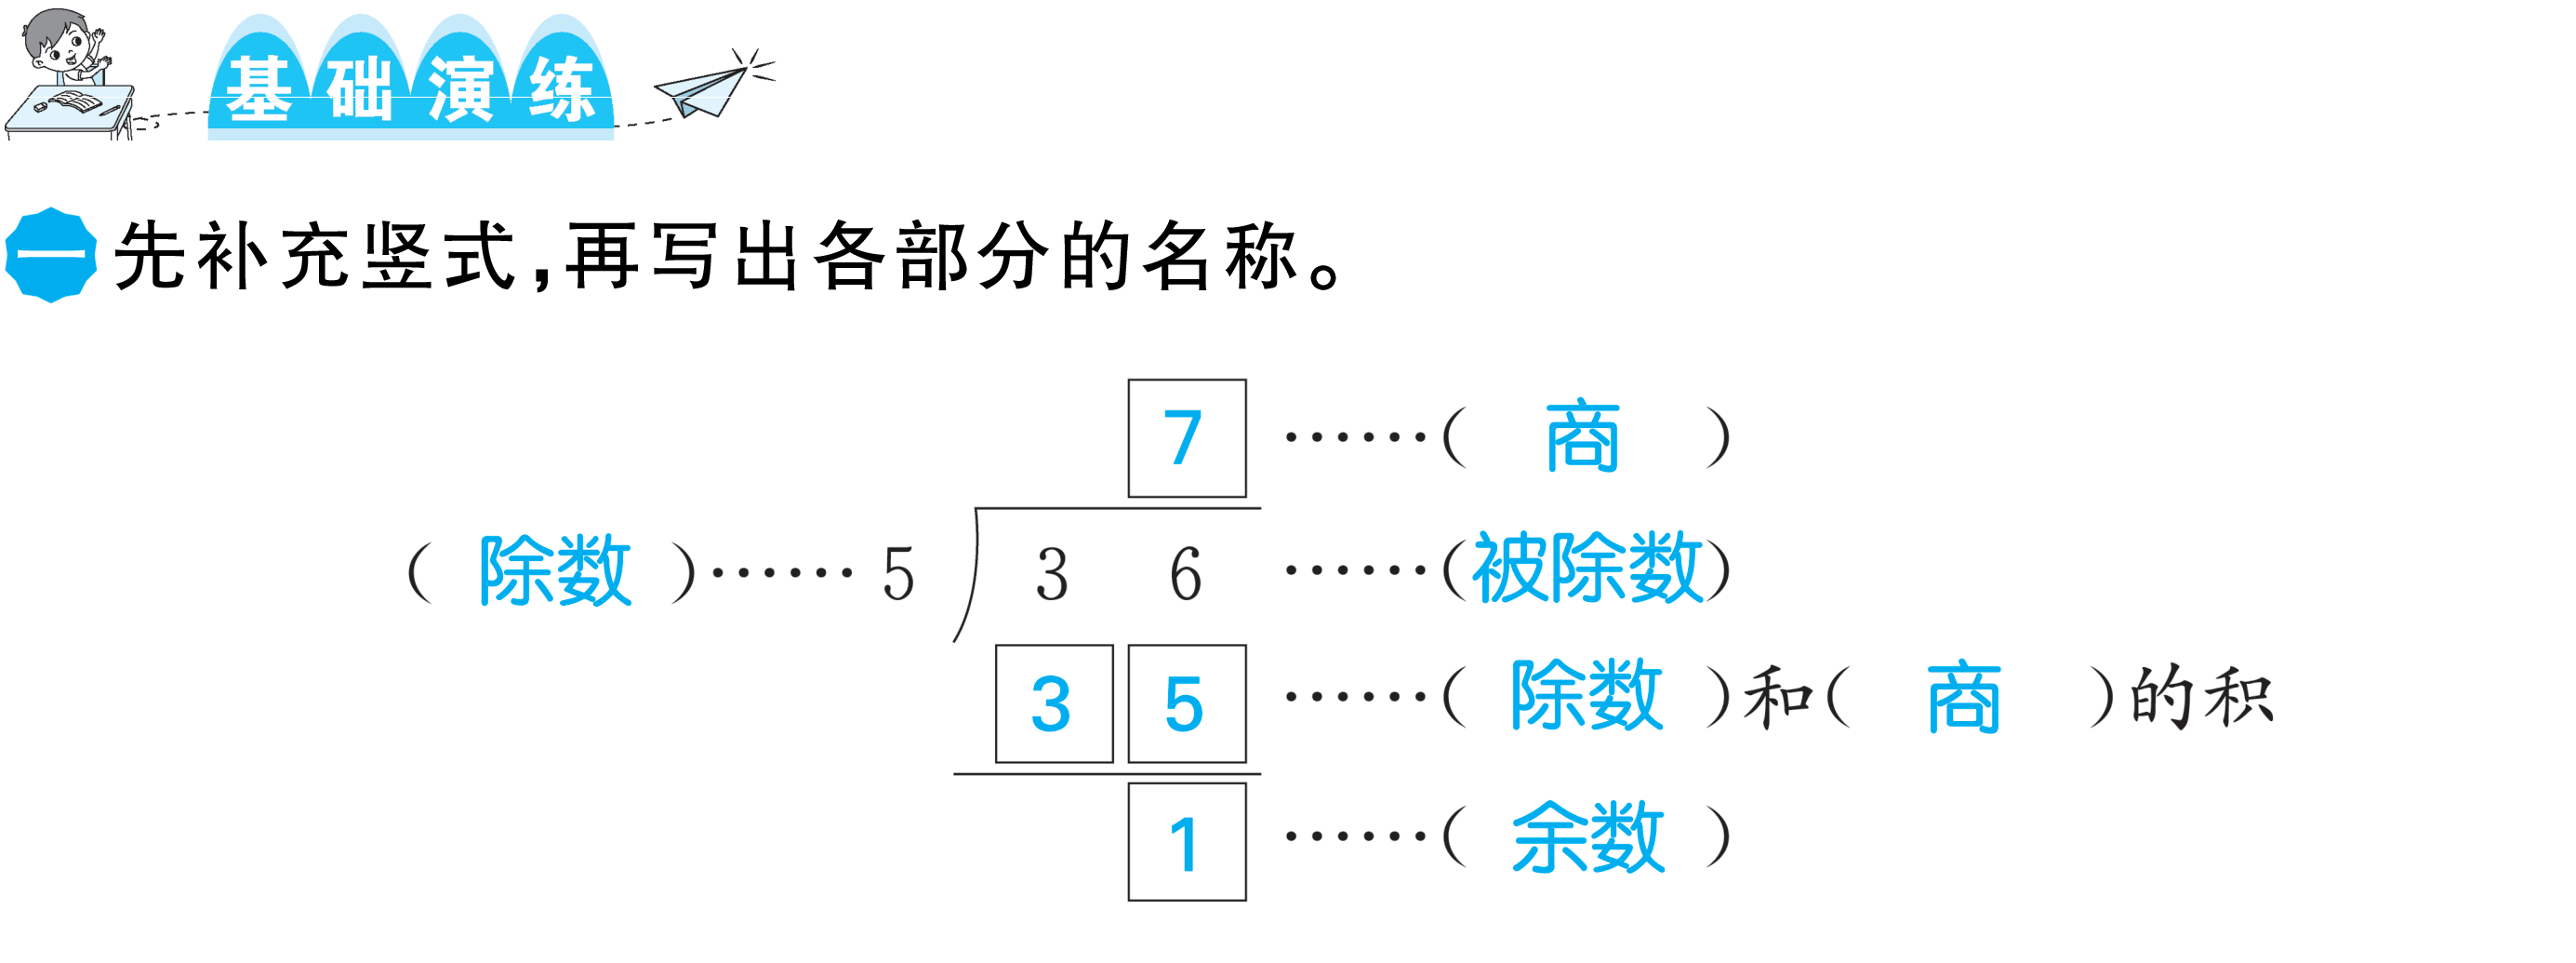 基础演练
一 先补充竖式,再写出各部分的名称。
7 ……( 商 )
( 除数 )…… 5 3 6 ……(被除数)
3 5 ……( 除数 )和( 商 )的积
1 ……( 余数 )